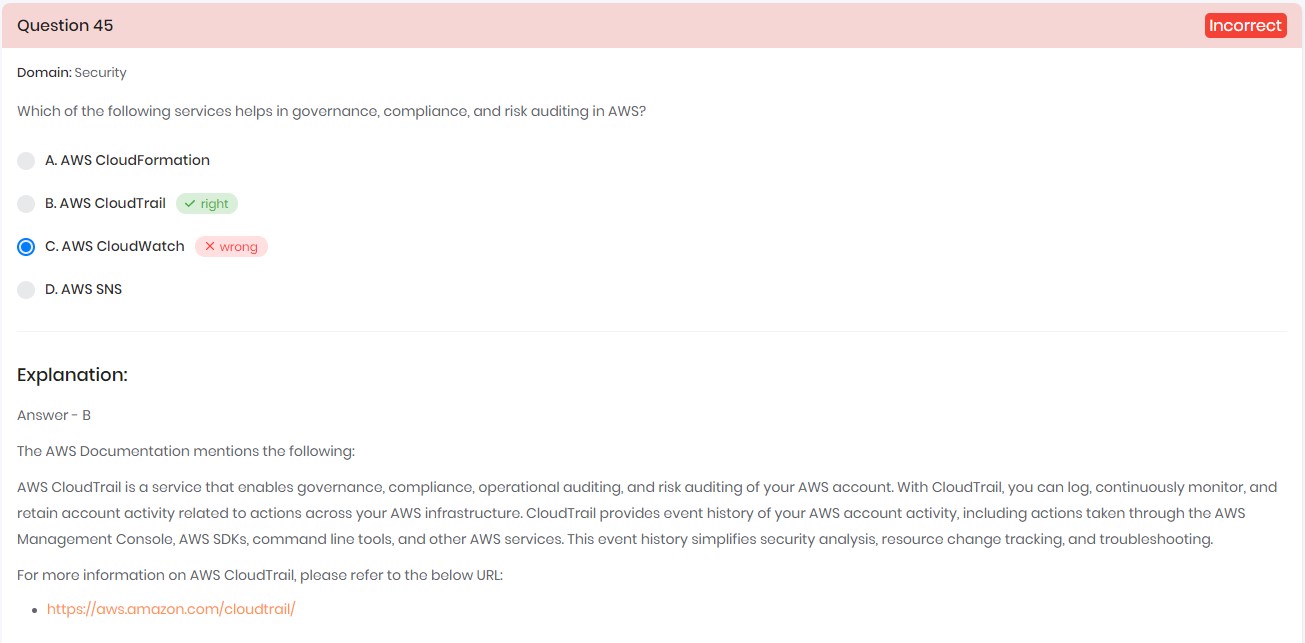 Question 45
Incorrect
Domain: Security
Which of the following services helps in governance, compliance, and risk auditing in AWS?
A. AWS CloudFormation
B. AWS CloudTrail ✓ right
C. AWS CloudWatch ✕ wrong
D. AWS SNS
Explanation:
Answer - B
The AWS Documentation mentions the following:
AWS CloudTrail is a service that enables governance, compliance, operational auditing, and risk auditing of your AWS account. With CloudTrail, you can log, continuously monitor, and
retain account activity related to actions across your AWS infrastructure. CloudTrail provides event history of your AWS account activity, including actions taken through the AWS
Management Console, AWS SDKs, command line tools, and other AWS services. This event history simplifies security analysis, resource change tracking, and troubleshooting.
For more information on AWS CloudTrail, please refer to the below URL:
• https://aws.amazon.com/cloudtrail/